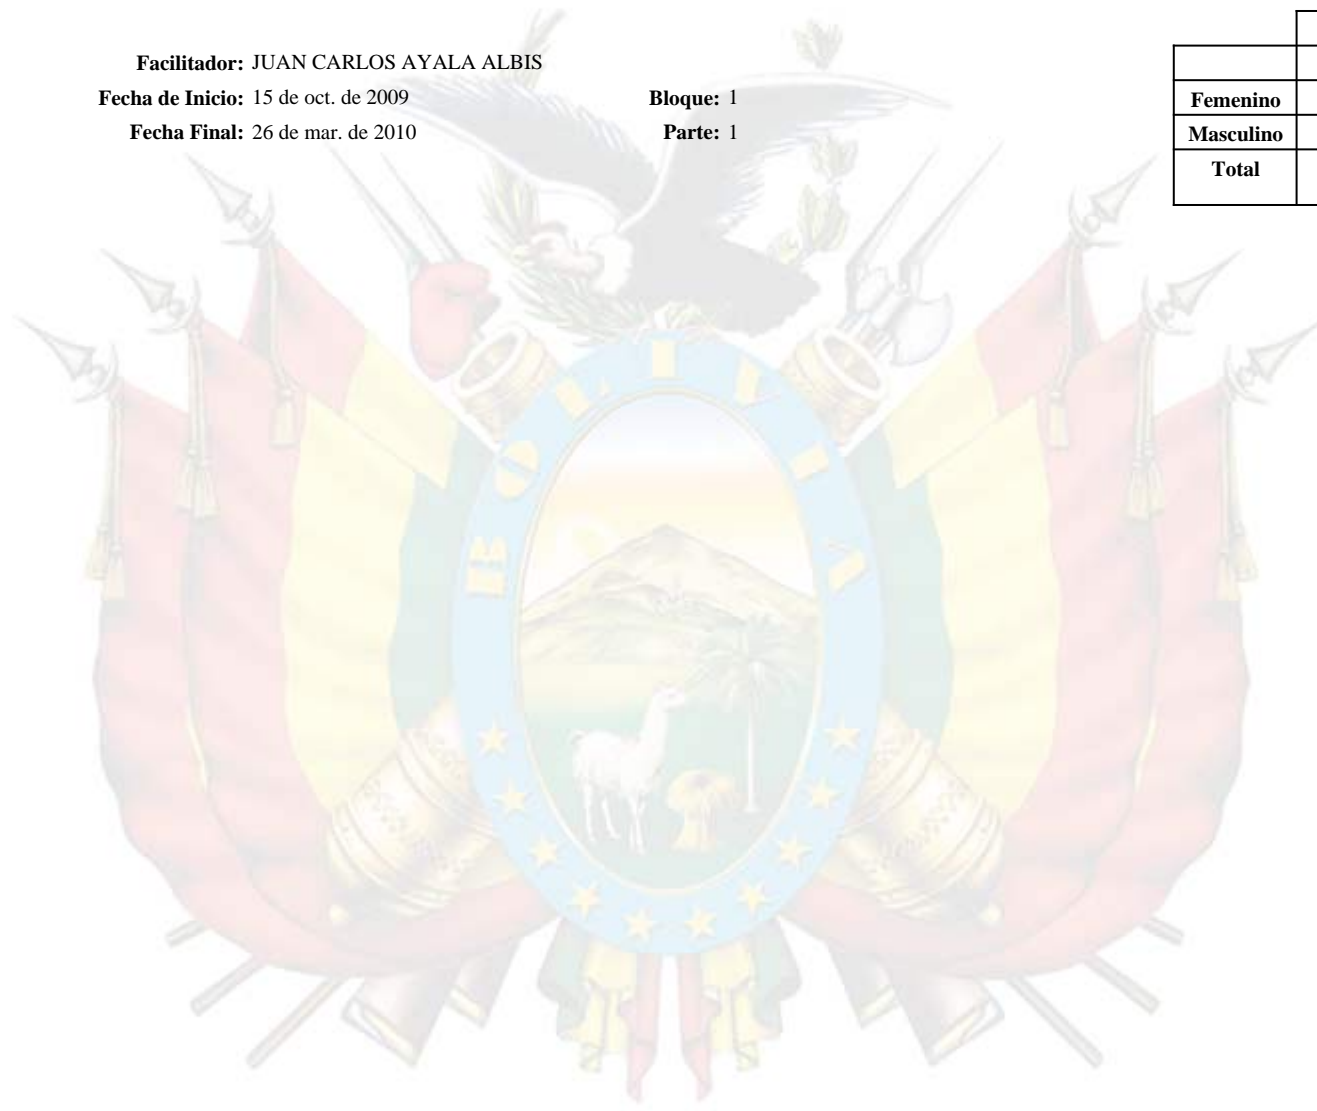 Facilitador: JUAN CARLOS AYALA ALBIS
Fecha de Inicio: 15 de oct. de 2009 Bloque: 1
Fecha Final: 26 de mar. de 2010 Parte: 1
Femenino
Masculino
Total
BOLIVIA